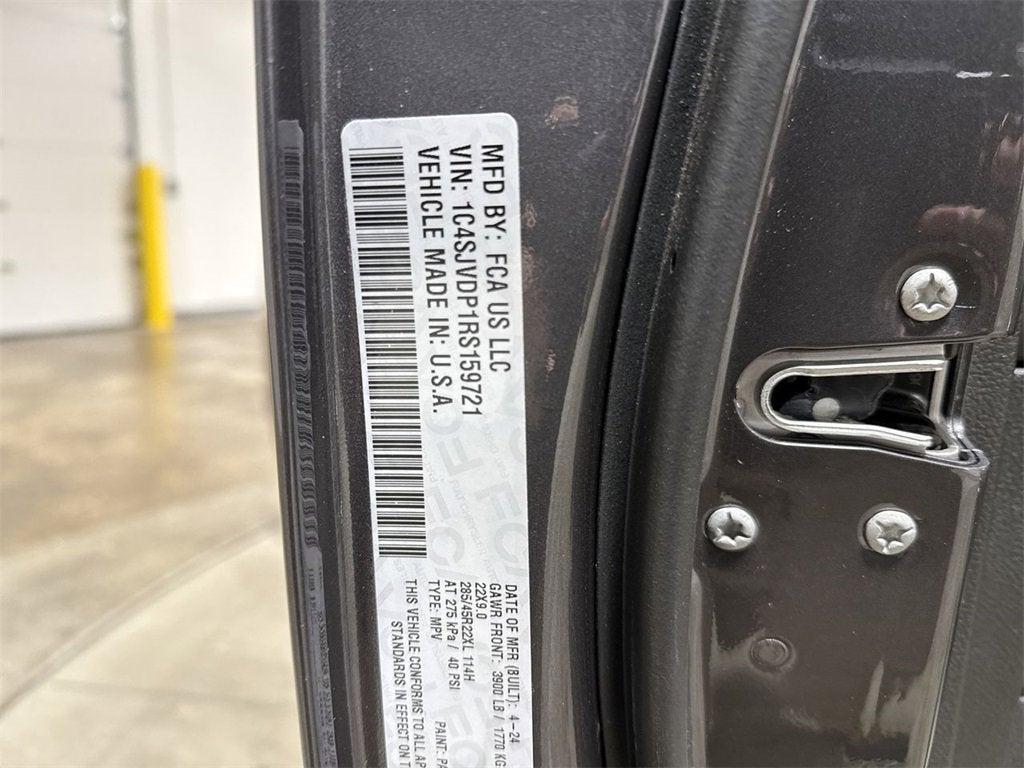 MFD BY: FCA US LLC
VIN: 1C4SJVDP1RS159721
VEHICLE MADE IN: U.S.A.
DATE OF MFR (BUILT): 4-24
GAWR FRONT: 3900 LB / 1770 KG
22X9.0
285/45R22XL 114H
AT 275 kPa / 40 PSI
TYPE: MPV PAINT: PA
THIS VEHICLE CONFORMS TO ALL AP
STANDARDS IN EFFECT ON T